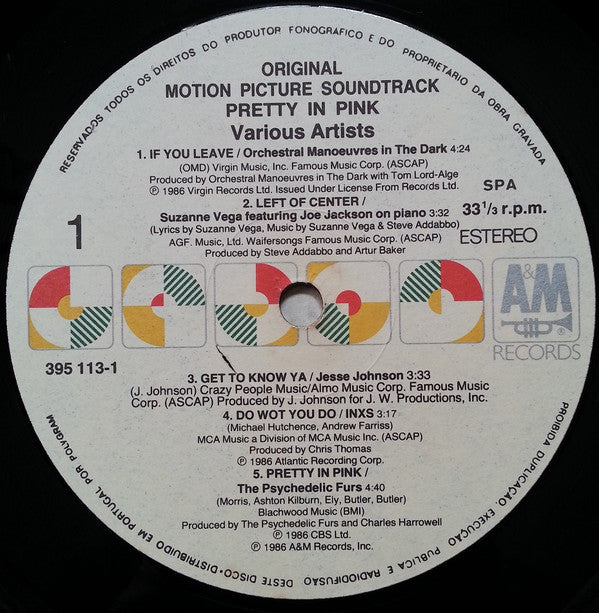 RESERVADOS TODOS OS DIREITOS DO PRODUTOR FONOGRAFICO E DO PROPRIETARIO DA OBRA GRAVADA
ORIGINAL
MOTION PICTURE SOUNDTRACK
PRETTY IN PINK
Various Artists
1. IF YOU LEAVE / Orchestral Manoeuvres in The Dark 4:24
(OMD) Virgin Music, Inc. Famous Music Corp. (ASCAP)
Produced by Orchestral Manoeuvres in The Dark with Tom Lord-Alge
℗ 1986 Virgin Records Ltd. Issued Under License From Records Ltd.
2. LEFT OF CENTER /
Suzanne Vega featuring Joe Jackson on piano 3:32
(Lyrics by Suzanne Vega, Music by Suzanne Vega & Steve Addabbo)
AGF. Music, Ltd. Waifersongs Famous Music Corp. (ASCAP)
Produced by Steve Addabbo and Artur Baker
1
SPA
33 1/3 r.p.m.
ESTEREO
A&M
RECORDS
395 113-1
3. GET TO KNOW YA / Jesse Johnson 3:33
(J. Johnson) Crazy People Music/Almo Music Corp. Famous Music
Corp. (ASCAP) Produced by J. Johnson for J. W. Productions, Inc.
4. DO WOT YOU DO / INXS 3:17
(Michael Hutchence, Andrew Farriss)
MCA Music a Division of MCA Music Inc. (ASCAP)
Produced by Chris Thomas
℗ 1986 Atlantic Recording Corp.
5. PRETTY IN PINK /
The Psychedelic Furs 4:40
(Morris, Ashton Kilburn, Ely, Butler, Butler)
Blachwood Music (BMI)
Produced by The Psychedelic Furs and Charles Harrowell
℗ 1986 CBS Ltd.
℗ 1986 A&M Records, Inc.
PROIBIDA DUPLICAÇÃO, EXECUÇÃO PUBLICA E RADIODIFUSÃO DESTE DISCO • DISTRIBUIDO EM PORTUGAL POR POLYGRAM